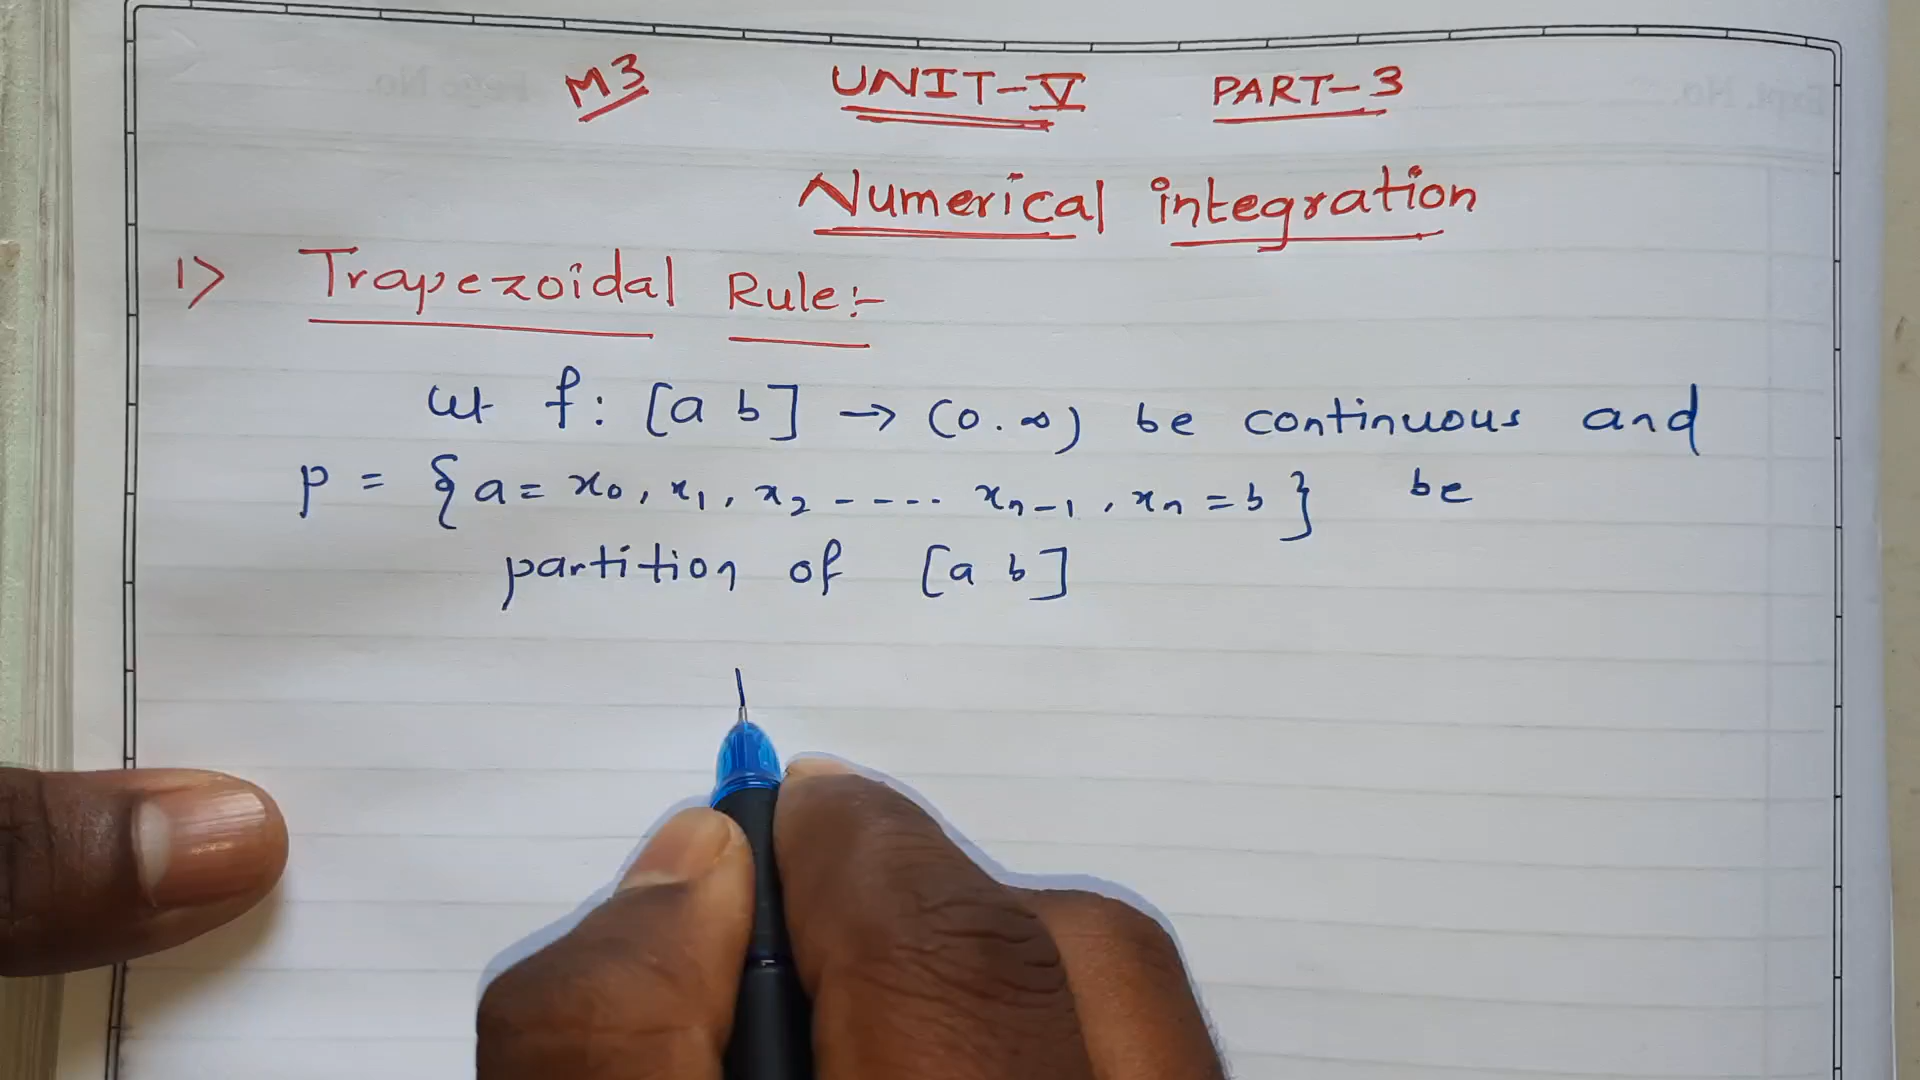 M3 UNIT-V PART-3
Numerical integration
1) Trapezoidal Rule:-
Let f: [a b] → (0.∞) be continuous and
p = {a= x₀, x₁, x₂ ----.. xₙ₋₁, xₙ = b} be
partition of [a b]